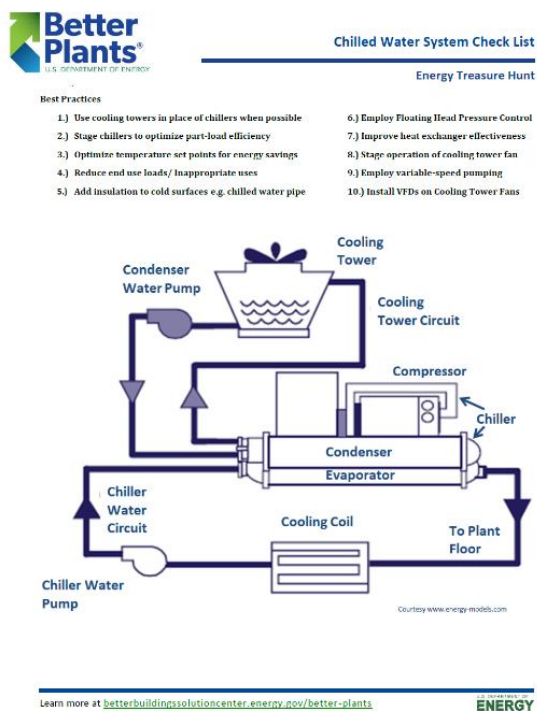 Better
Plants®
U.S. DEPARTMENT OF ENERGY
Chilled Water System Check List
Energy Treasure Hunt
Best Practices
1.) Use cooling towers in place of chillers when possible
2.) Stage chillers to optimize part-load efficiency
3.) Optimize temperature set points for energy savings
4.) Reduce end use loads/ Inappropriate uses
5.) Add insulation to cold surfaces e.g. chilled water pipe
6.) Employ Floating Head Pressure Control
7.) Improve heat exchanger effectiveness
8.) Stage operation of cooling tower fan
9.) Employ variable-speed pumping
10.) Install VFDs on Cooling Tower Fans
Cooling
Tower
Condenser
Water Pump
Cooling
Tower Circuit
Compressor
Chiller
Condenser
Evaporator
Chiller
Water
Circuit
Cooling Coil
To Plant
Floor
Chiller Water
Pump
Courtesy www.energy-models.com
Learn more at betterbuildingssolutioncenter.energy.gov/better-plants
U.S. DEPARTMENT OF
ENERGY